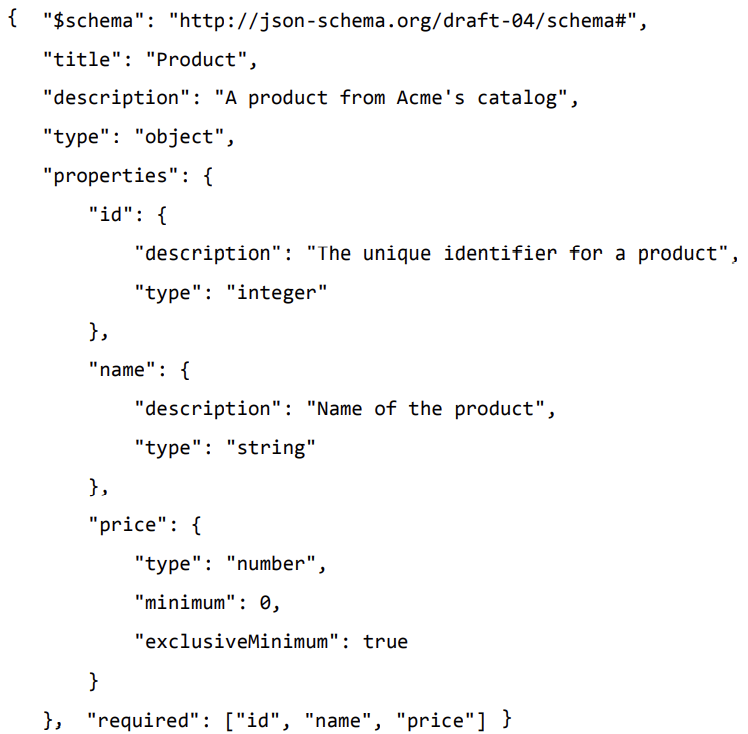 {  "$schema": "http://json-schema.org/draft-04/schema#",
   "title": "Product",
   "description": "A product from Acme's catalog",
   "type": "object",
   "properties": {
       "id": {
           "description": "The unique identifier for a product",
           "type": "integer"
       },
       "name": {
           "description": "Name of the product",
           "type": "string"
       },
       "price": {
           "type": "number",
           "minimum": 0,
           "exclusiveMinimum": true
       }
   },  "required": ["id", "name", "price"] }